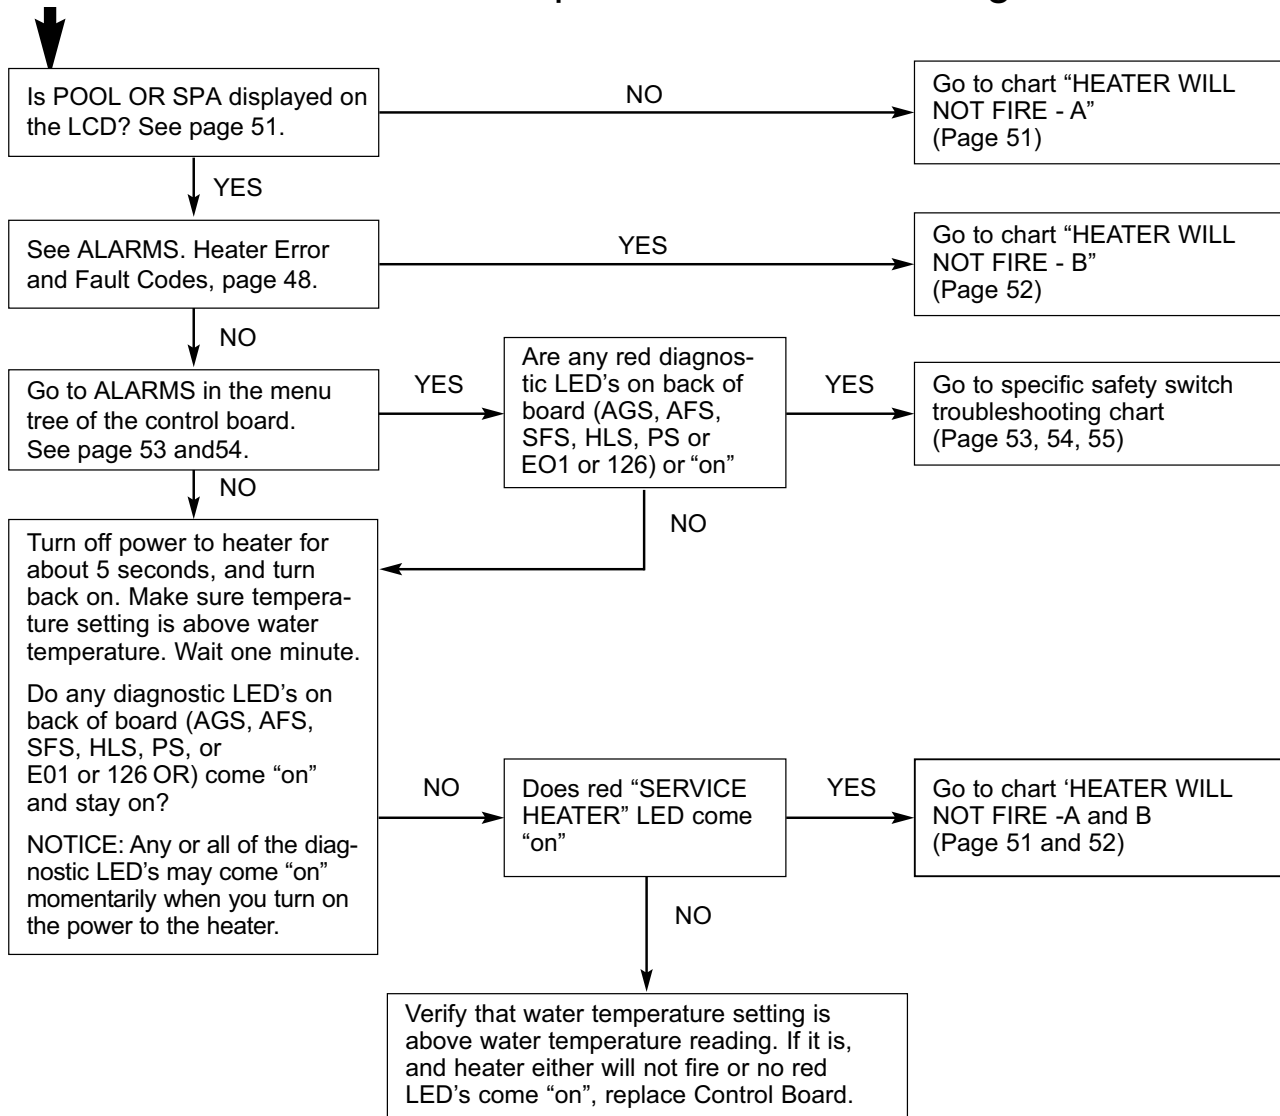 Is POOL OR SPA displayed on
the LCD? See page 51.
NO
Go to chart “HEATER WILL
NOT FIRE - A”
(Page 51)
YES
See ALARMS. Heater Error
and Fault Codes, page 48.
YES
Go to chart “HEATER WILL
NOT FIRE - B”
(Page 52)
NO
Go to ALARMS in the menu
tree of the control board.
See page 53 and54.
YES
Are any red diagnos-
tic LED’s on back of
board (AGS, AFS,
SFS, HLS, PS or
EO1 or 126) or “on”
YES
Go to specific safety switch
troubleshooting chart
(Page 53, 54, 55)
NO
NO
Turn off power to heater for
about 5 seconds, and turn
back on. Make sure tempera-
ture setting is above water
temperature. Wait one minute.
Do any diagnostic LED’s on
back of board (AGS, AFS,
SFS, HLS, PS, or
E01 or 126 OR) come “on”
and stay on?
NOTICE: Any or all of the diag-
nostic LED’s may come “on”
momentarily when you turn on
the power to the heater.
NO
Does red “SERVICE
HEATER” LED come
“on”
YES
Go to chart ‘HEATER WILL
NOT FIRE -A and B
(Page 51 and 52)
NO
Verify that water temperature setting is
above water temperature reading. If it is,
and heater either will not fire or no red
LED’s come “on”, replace Control Board.